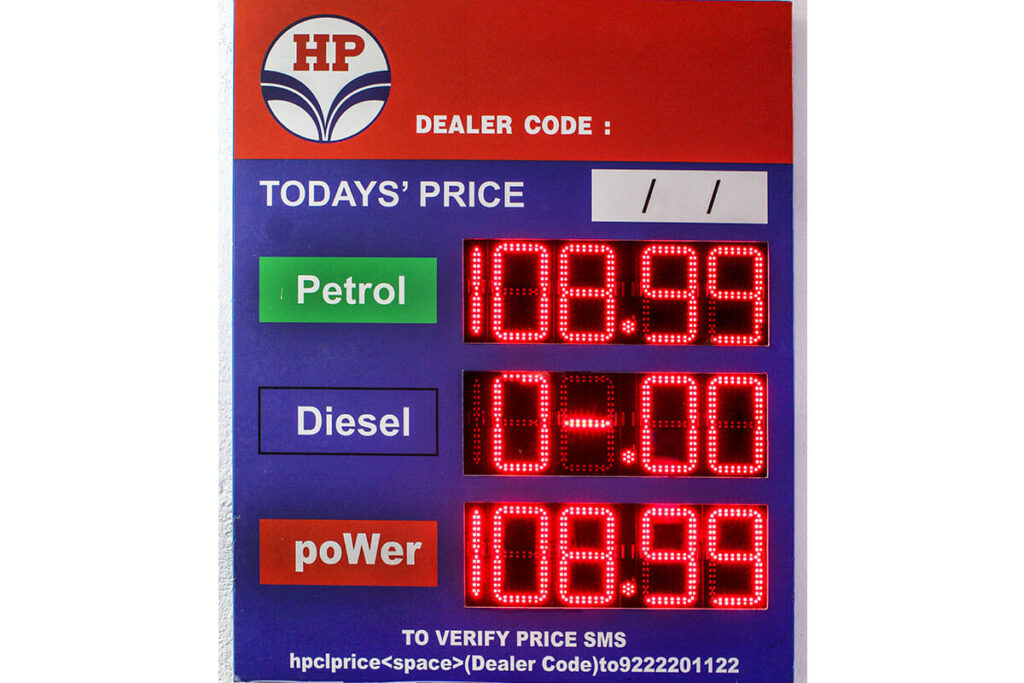 HP
DEALER CODE :
TODAYS’ PRICE / /
Petrol 108.99
Diesel 0-.00
poWer 108.99
TO VERIFY PRICE SMS
hpclprice<space>(Dealer Code)to9222201122